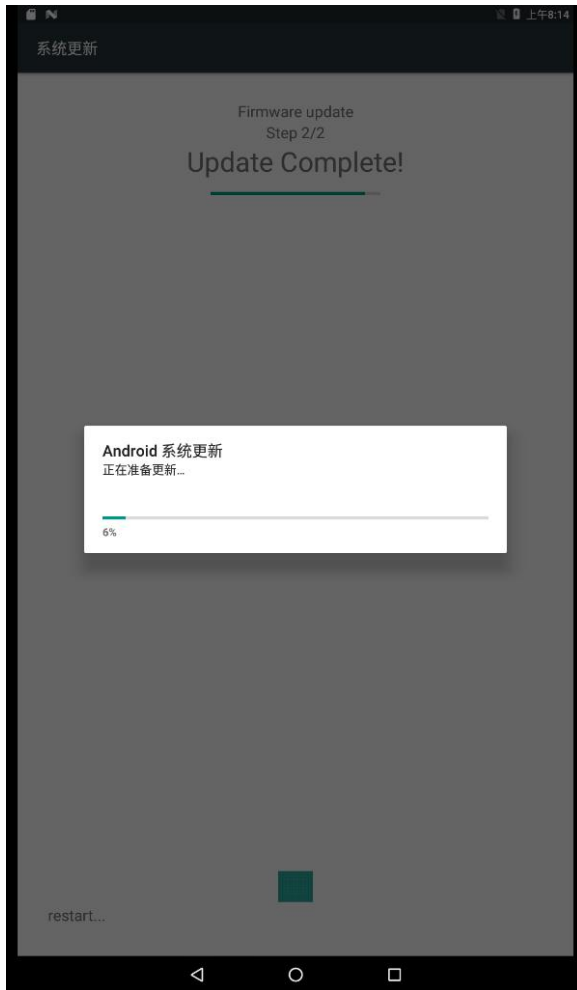 上午8:14
系统更新
Firmware update
Step 2/2
Update Complete!
Android 系统更新
正在准备更新...
6%
restart...